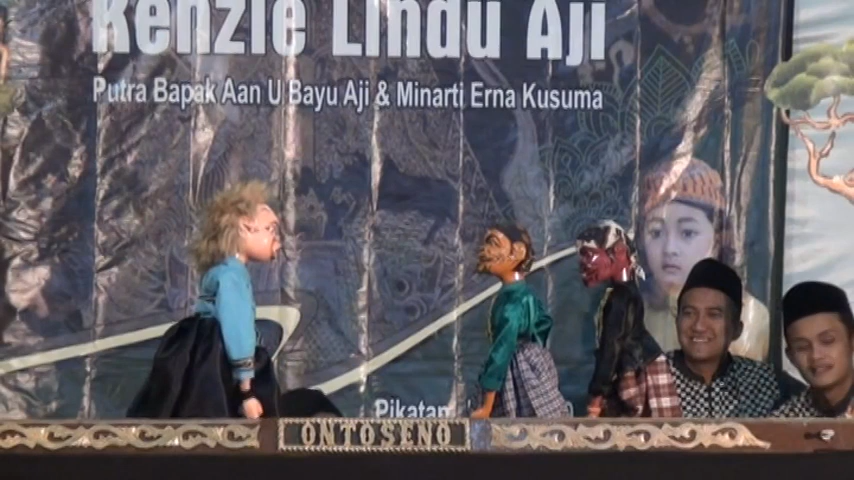 Kenzie Lindu Aji
Putra Bapak Aan U Bayu Aji & Minarti Erna Kusuma
Pikatan
ONTOSENO